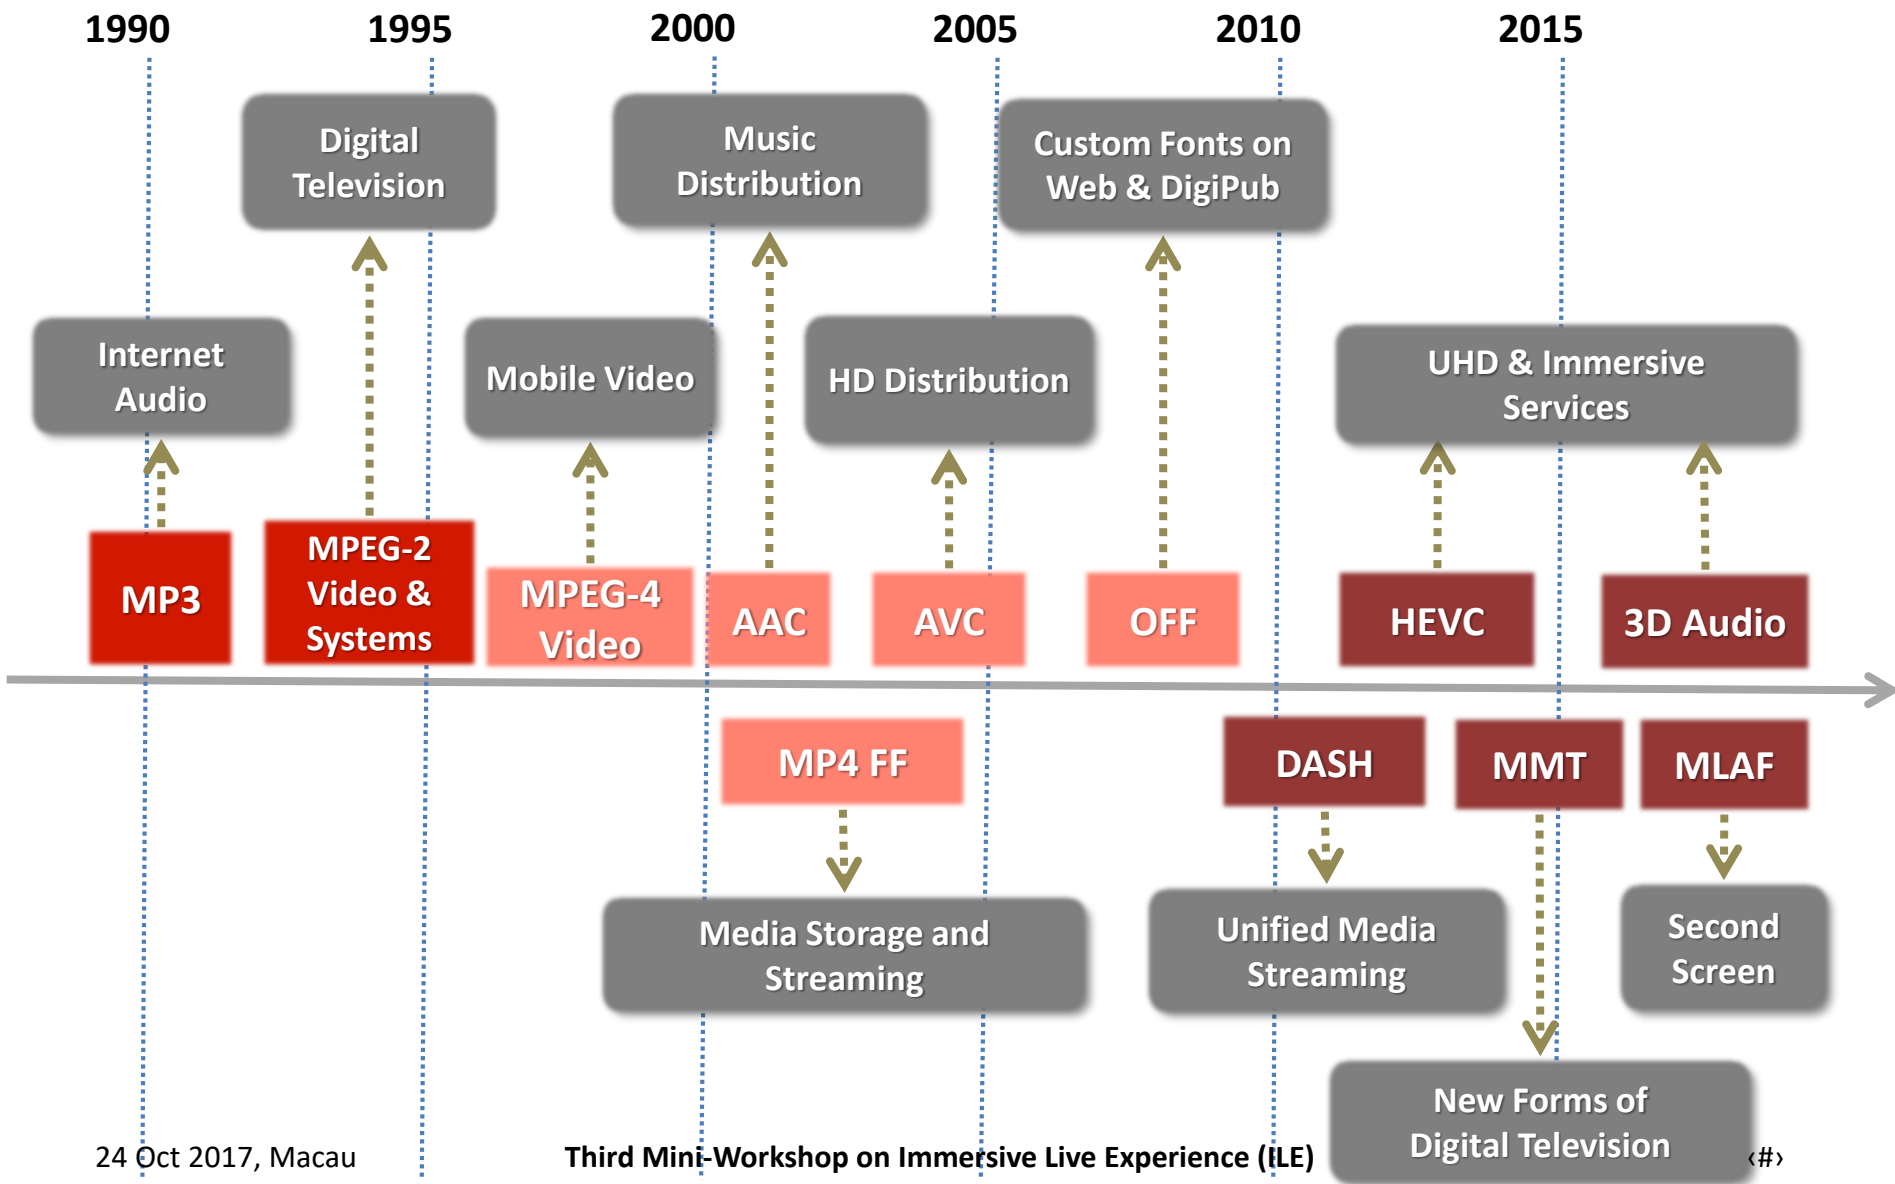 1990
1995
2000
2005
2010
2015
Digital
Television
Music
Distribution
Custom Fonts on
Web & DigiPub
Internet
Audio
Mobile Video
HD Distribution
UHD & Immersive
Services
MP3
MPEG-2
Video &
Systems
MPEG-4
Video
AAC
AVC
OFF
HEVC
3D Audio
MP4 FF
DASH
MMT
MLAF
Media Storage and
Streaming
Unified Media
Streaming
Second
Screen
New Forms of
Digital Television
24 Oct 2017, Macau
Third Mini-Workshop on Immersive Live Experience (ILE)
‹#›